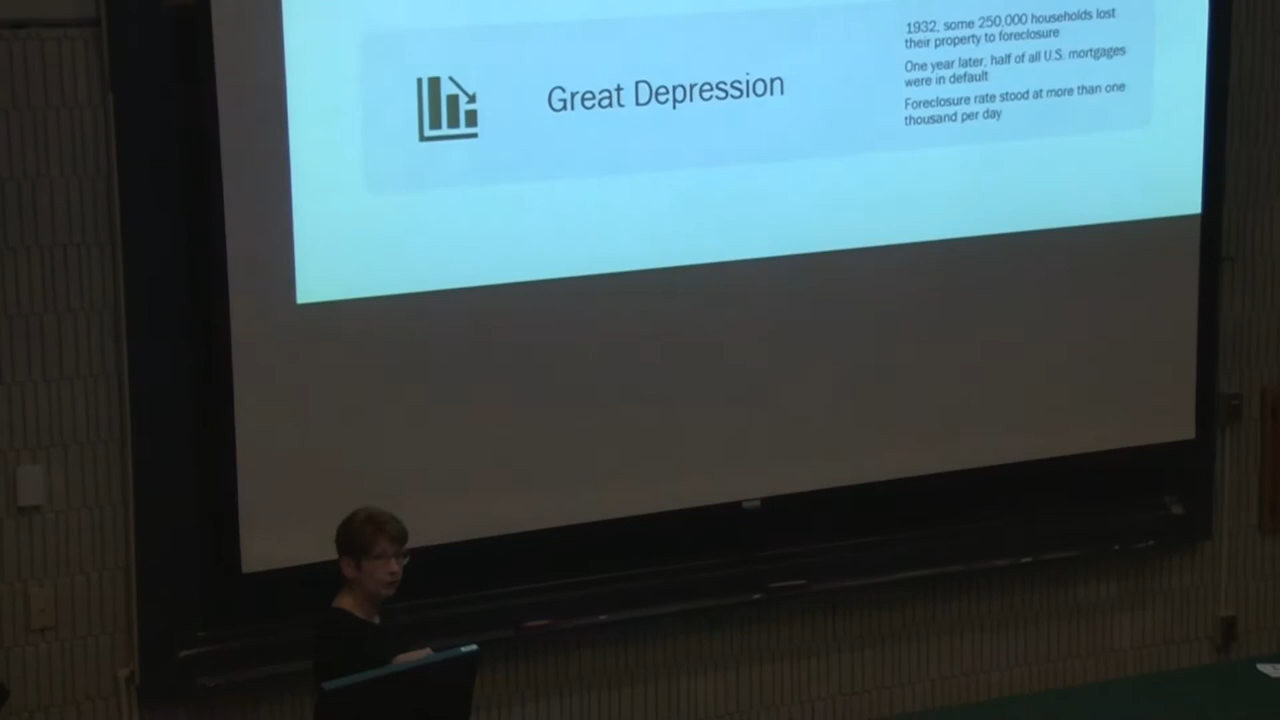 Great Depression
1932, some 250,000 households lost
their property to foreclosure
One year later, half of all U.S. mortgages
were in default
Foreclosure rate stood at more than one
thousand per day